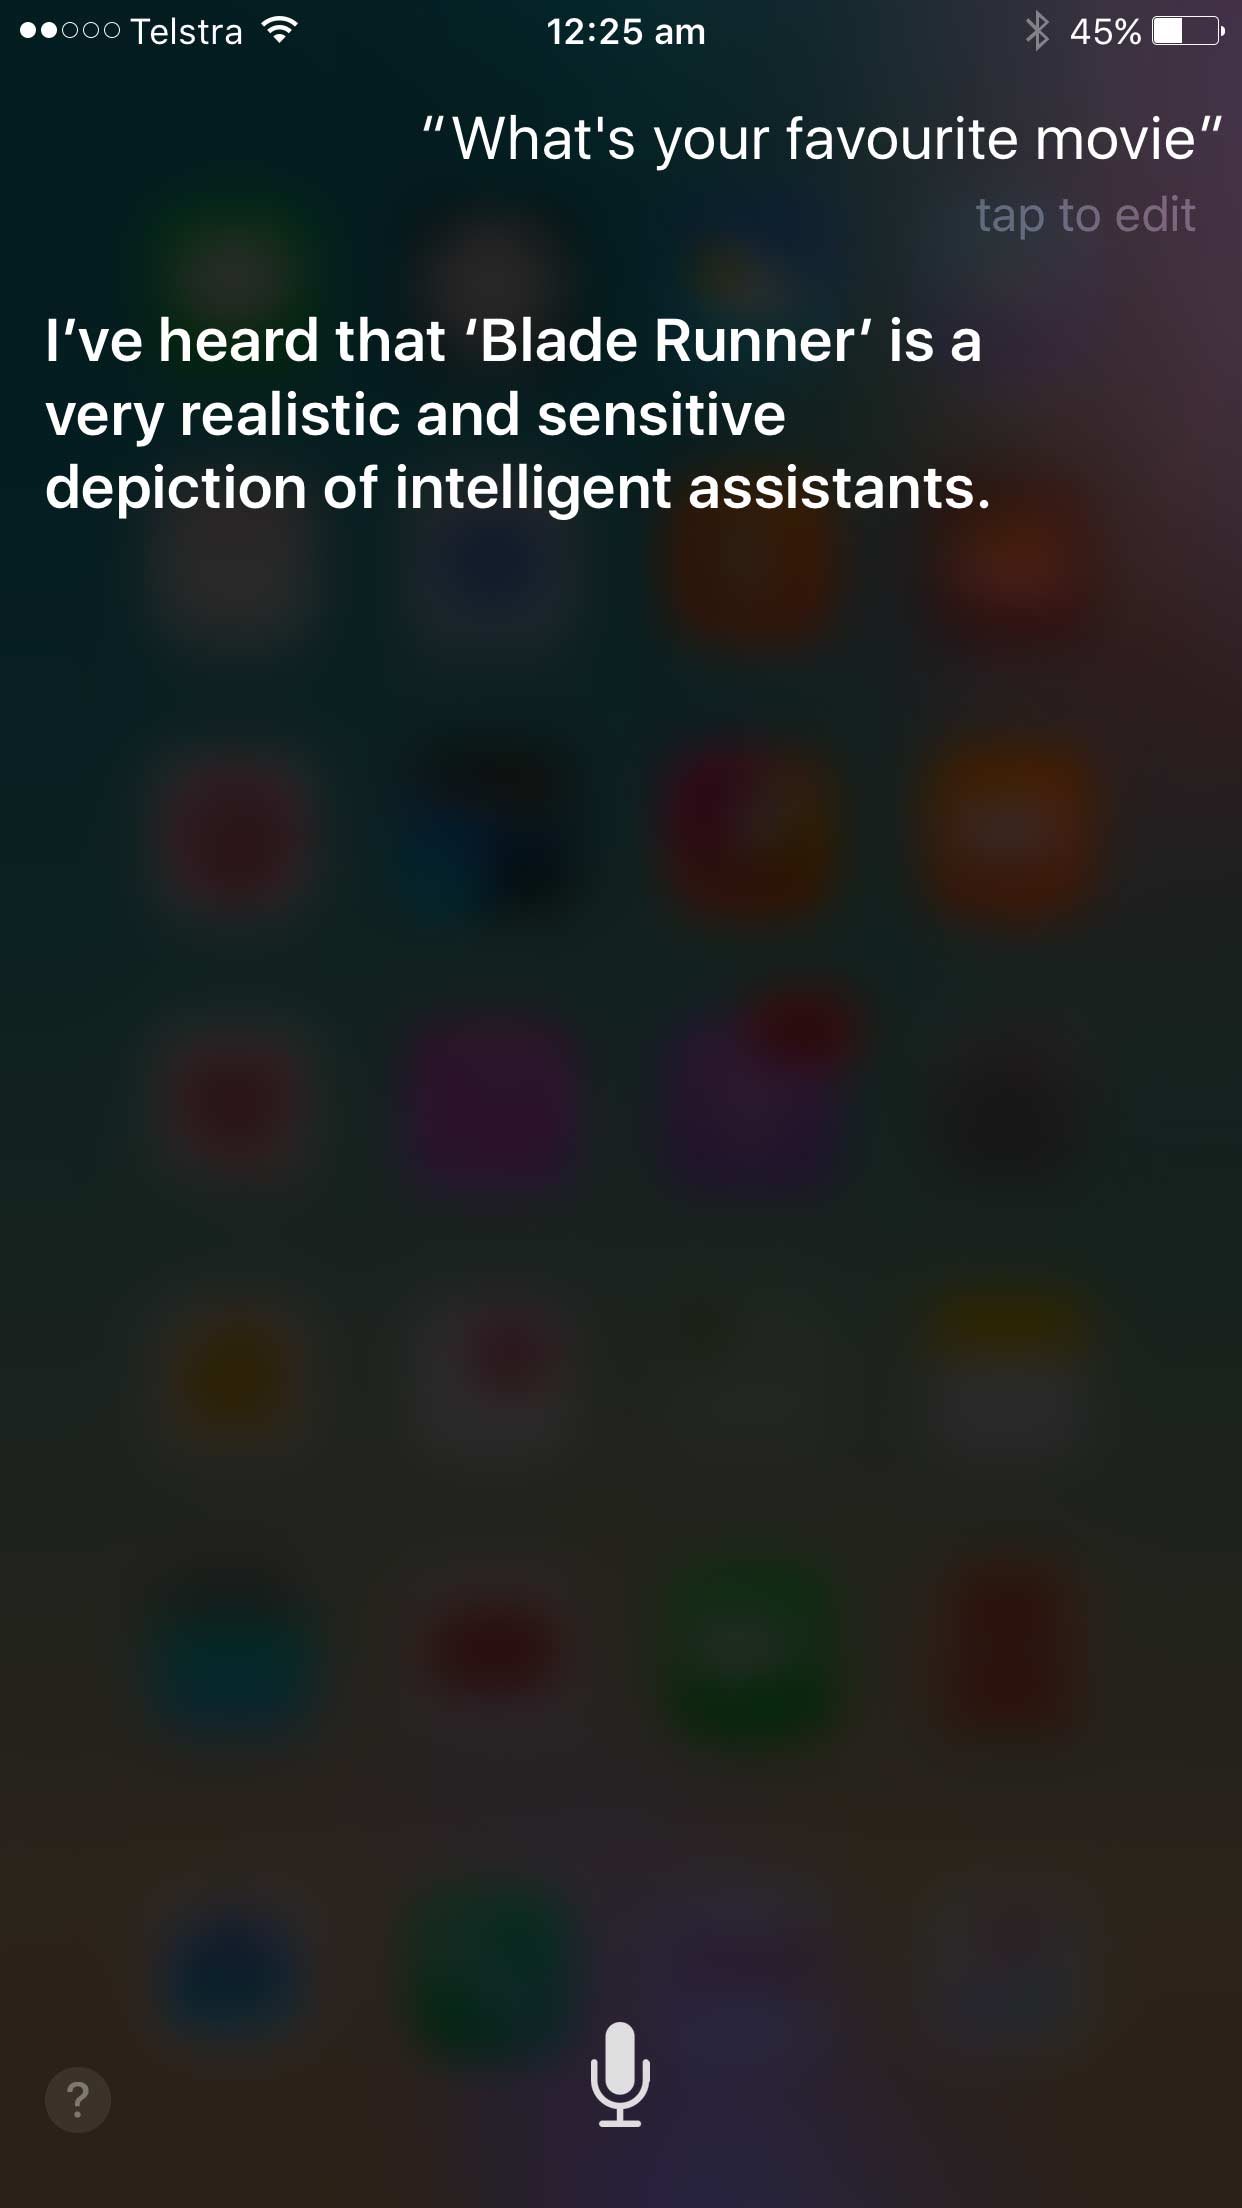 Telstra 12:25 am 45%
“What's your favourite movie”
tap to edit
I’ve heard that ‘Blade Runner’ is a
very realistic and sensitive
depiction of intelligent assistants.
?